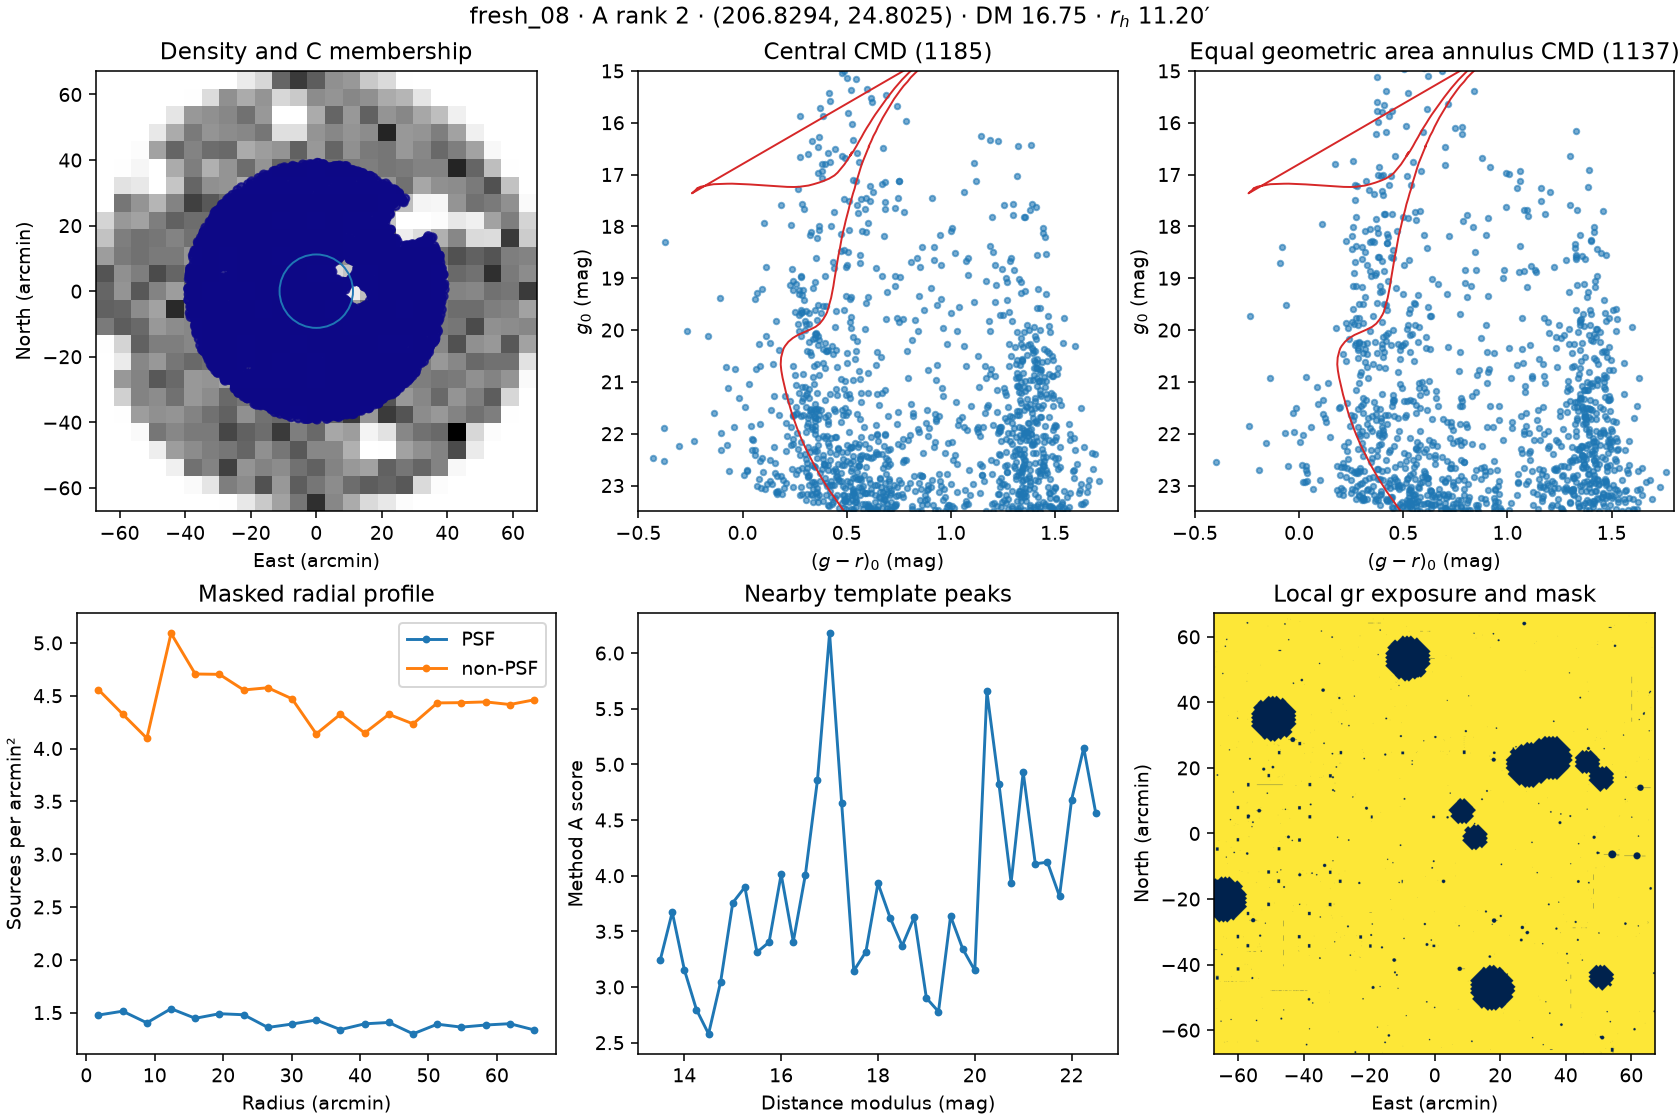 fresh_08 · A rank 2 · (206.8294, 24.8025) · DM 16.75 · r_h 11.20′
Density and C membership
60
40
20
0
−20
−40
−60
North (arcmin)
−60 −40 −20 0 20 40 60
East (arcmin)
Central CMD (1185)
15
16
17
18
19
20
21
22
23
g₀ (mag)
−0.5 0.0 0.5 1.0 1.5
(g − r)₀ (mag)
Equal geometric area annulus CMD (1137)
15
16
17
18
19
20
21
22
23
g₀ (mag)
−0.5 0.0 0.5 1.0 1.5
(g − r)₀ (mag)
Masked radial profile
PSF
non-PSF
5.0
4.5
4.0
3.5
3.0
2.5
2.0
1.5
Sources per arcmin²
0 10 20 30 40 50 60
Radius (arcmin)
Nearby template peaks
6.0
5.5
5.0
4.5
4.0
3.5
3.0
2.5
Method A score
14 16 18 20 22
Distance modulus (mag)
Local gr exposure and mask
60
40
20
0
−20
−40
−60
North (arcmin)
−60 −40 −20 0 20 40 60
East (arcmin)